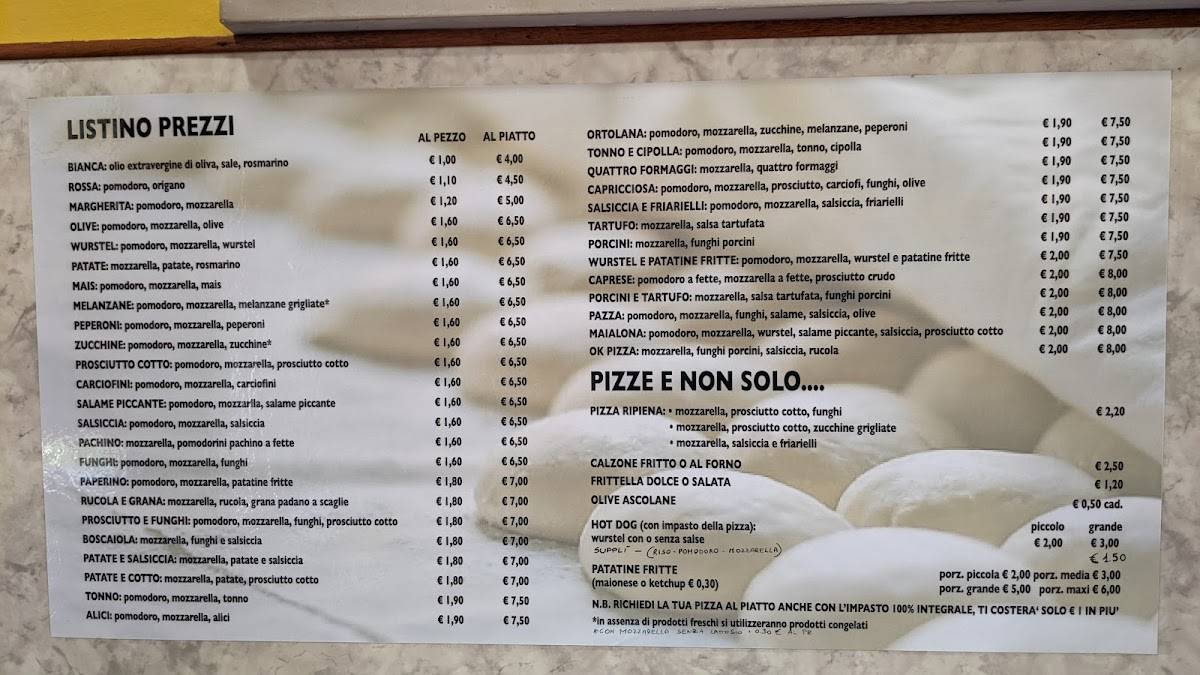 LISTINO PREZZI
AL PEZZO AL PIATTO
BIANCA: olio extravergine di oliva, sale, rosmarino € 1,00 € 4,00
ROSSA: pomodoro, origano € 1,10 € 4,50
MARGHERITA: pomodoro, mozzarella € 1,20 € 5,00
OLIVE: pomodoro, mozzarella, olive € 1,60 € 6,50
WURSTEL: pomodoro, mozzarella, wurstel € 1,60 € 6,50
PATATE: mozzarella, patate, rosmarino € 1,60 € 6,50
MAIS: pomodoro, mozzarella, mais € 1,60 € 6,50
MELANZANE: pomodoro, mozzarella, melanzane grigliate* € 1,60 € 6,50
PEPERONI: pomodoro, mozzarella, peperoni € 1,60 € 6,50
ZUCCHINE: pomodoro, mozzarella, zucchine* € 1,60 € 6,50
PROSCIUTTO COTTO: pomodoro, mozzarella, prosciutto cotto € 1,60 € 6,50
CARCIOFINI: pomodoro, mozzarella, carciofini € 1,60 € 6,50
SALAME PICCANTE: pomodoro, mozzarlla, salame piccante € 1,60 € 6,50
SALSICCIA: pomodoro, mozzarella, salsiccia € 1,60 € 6,50
PACHINO: mozzarella, pomodorini pachino a fette € 1,60 € 6,50
FUNGHI: pomodoro, mozzarella, funghi € 1,60 € 6,50
PAPERINO: pomodoro, mozzarella, patatine fritte € 1,80 € 7,00
RUCOLA E GRANA: mozzarella, rucola, grana padano a scaglie € 1,80 € 7,00
PROSCIUTTO E FUNGHI: pomodoro, mozzarella, funghi, prosciutto cotto € 1,80 € 7,00
BOSCAIOLA: mozzarella, funghi e salsiccia € 1,80 € 7,00
PATATE E SALSICCIA: mozzarella, patate e salsiccia € 1,80 € 7,00
PATATE E COTTO: mozzarella, patate, prosciutto cotto € 1,80 € 7,00
TONNO: pomodoro, mozzarella, tonno € 1,90 € 7,50
ALICI: pomodoro, mozzarella, alici € 1,90 € 7,50
ORTOLANA: pomodoro, mozzarella, zucchine, melanzane, peperoni € 1,90 € 7,50
TONNO E CIPOLLA: pomodoro, mozzarella, tonno, cipolla € 1,90 € 7,50
QUATTRO FORMAGGI: mozzarella, quattro formaggi € 1,90 € 7,50
CAPRICCIOSA: pomodoro, mozzarella, prosciutto, carciofi, funghi, olive € 1,90 € 7,50
SALSICCIA E FRIARIELLI: pomodoro, mozzarella, salsiccia, friarielli € 1,90 € 7,50
TARTUFO: mozzarella, salsa tartufata € 1,90 € 7,50
PORCINI: mozzarella, funghi porcini € 1,90 € 7,50
WURSTEL E PATATINE FRITTE: pomodoro, mozzarella, wurstel e patatine fritte € 2,00 € 7,50
CAPRESE: pomodoro a fette, mozzarella a fette, prosciutto crudo € 2,00 € 8,00
PORCINI E TARTUFO: mozzarella, salsa tartufata, funghi porcini € 2,00 € 8,00
PAZZA: pomodoro, mozzarella, funghi, salame, salsiccia, olive € 2,00 € 8,00
MAIALONA: pomodoro, mozzarella, wurstel, salame piccante, salsiccia, prosciutto cotto € 2,00 € 8,00
OK PIZZA: mozzarella, funghi porcini, salsiccia, rucola € 2,00 € 8,00
PIZZE E NON SOLO....
PIZZA RIPIENA: • mozzarella, prosciutto cotto, funghi € 2,20
• mozzarella, prosciutto cotto, zucchine grigliate
• mozzarella, salsiccia e friarielli
CALZONE FRITTO O AL FORNO € 2,50
FRITTELLA DOLCE O SALATA € 1,20
OLIVE ASCOLANE € 0,50 cad.
HOT DOG (con impasto della pizza): piccolo grande
wurstel con o senza salse € 2,00 € 3,00
SUPPLÌ - (RISO - POMODORO - MOZZARELLA) € 1.50
PATATINE FRITTE porz. piccola € 2,00 porz. media € 3,00
(maionese o ketchup € 0,30) porz. grande € 5,00 porz. maxi € 6,00
N.B. RICHIEDI LA TUA PIZZA AL PIATTO ANCHE CON L'IMPASTO 100% INTEGRALE, TI COSTERA' SOLO € 1 IN PIU'
*in assenza di prodotti freschi si utilizzeranno prodotti congelati
*CON MOZZARELLA SENZA LATTOSIO 0.30 €